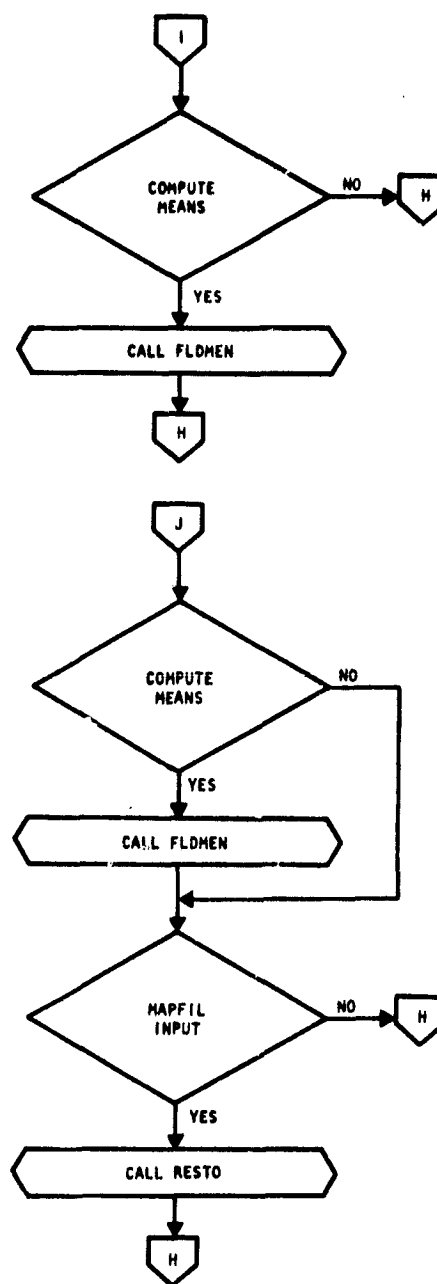 I
COMPUTE
MEANS
NO
H
YES
CALL FLDMEN
H
J
COMPUTE
MEANS
NO
YES
CALL FLDMEN
MAPFIL
INPUT
NO
H
YES
CALL RESTO
H